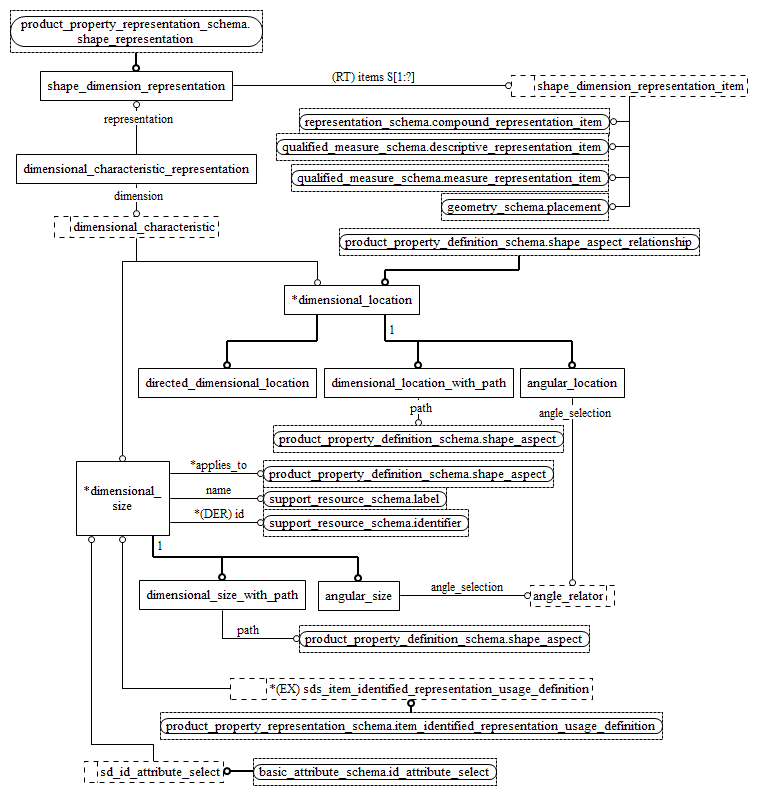 product_property_representation_schema.
shape_representation
shape_dimension_representation
(RT) items S[1:?]
shape_dimension_representation_item
representation
representation_schema.compound_representation_item
qualified_measure_schema.descriptive_representation_item
dimensional_characteristic_representation
qualified_measure_schema.measure_representation_item
dimension
geometry_schema.placement
dimensional_characteristic
product_property_definition_schema.shape_aspect_relationship
*dimensional_location
1
directed_dimensional_location
dimensional_location_with_path
angular_location
path
angle_selection
product_property_definition_schema.shape_aspect
*dimensional_
size
*applies_to
product_property_definition_schema.shape_aspect
name
support_resource_schema.label
*(DER) id
support_resource_schema.identifier
1
dimensional_size_with_path
angular_size
angle_selection
angle_relator
path
product_property_definition_schema.shape_aspect
*(EX) sds_item_identified_representation_usage_definition
product_property_representation_schema.item_identified_representation_usage_definition
sd_id_attribute_select
basic_attribute_schema.id_attribute_select